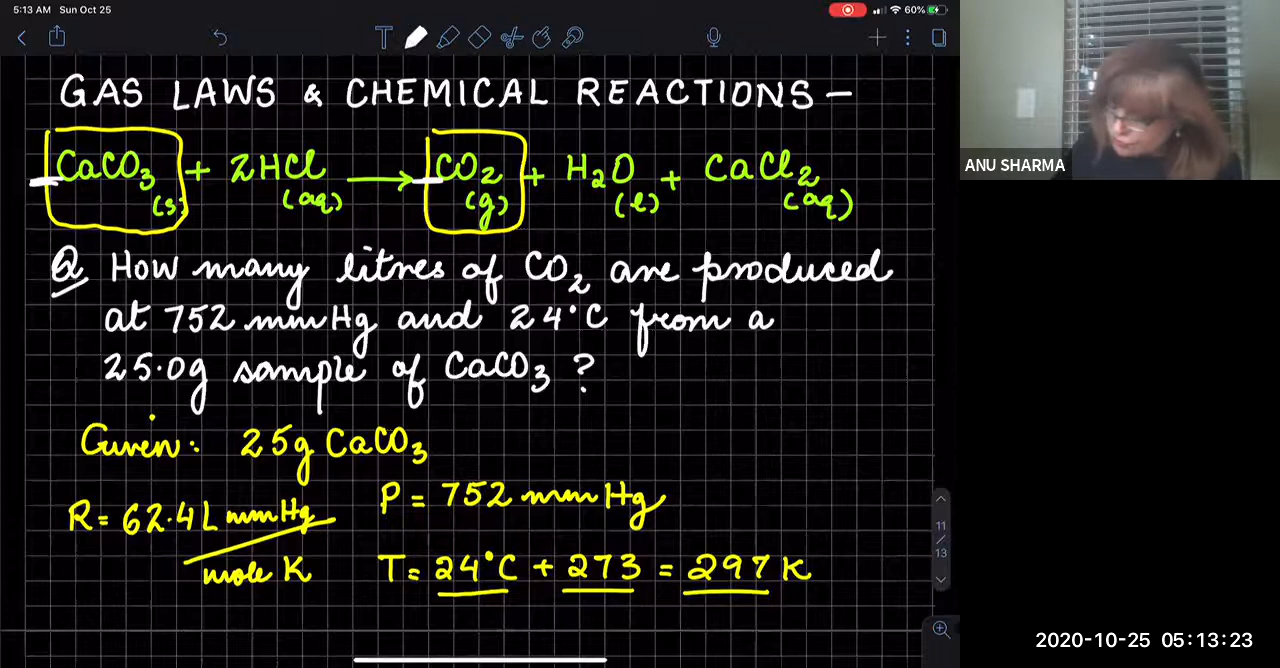 5:13 AM Sun Oct 25
60%
GAS LAWS & CHEMICAL REACTIONS –
CaCO3 (s) + 2HCl (aq) → CO2 (g) + H2O (l) + CaCl2 (aq)
Q. How many litres of CO2 are produced
at 752 mmHg and 24°C from a
25.0g sample of CaCO3 ?
Given: 25g CaCO3
R = 62.4 L mmHg / mole K
P = 752 mmHg
T = 24°C + 273 = 297 K
11 / 13
ANU SHARMA
2020-10-25 05:13:23